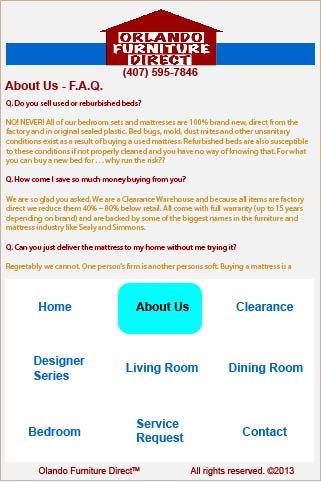 ORLANDO
FURNITURE
DIRECT
(407) 595-7846
About Us - F.A.Q.
Q. Do you sell used or reburbished beds?
NO! NEVER! All of our bedroom sets and mattresses are 100% brand new, direct from the
factory and in original sealed plastic. Bed bugs, mold, dust mites and other unsanitary
conditions exist as a result of buying a used mattress. Refurbished beds are also susceptible
to these conditions if not properly cleaned and you have no way of knowing that. For what
you can buy a new bed for . . . why run the risk??
Q. How come I save so much money buying from you?
We are so glad you asked. We are a Clearance Warehouse and because all items are factory
direct we reduce them 40% – 80% below retail. All come with full warranty (up to 15 years
depending on brand) and are backed by some of the biggest names in the furniture and
mattress industry like Sealy and Simmons.
Q. Can you just deliver the mattress to my home without me trying it?
Regretably we cannot. One person's firm is another persons soft. Buying a mattress is a
Home About Us Clearance
Designer
Series
Living Room Dining Room
Bedroom
Service
Request
Contact
Olando Furniture Direct™ All rights reserved. ©2013